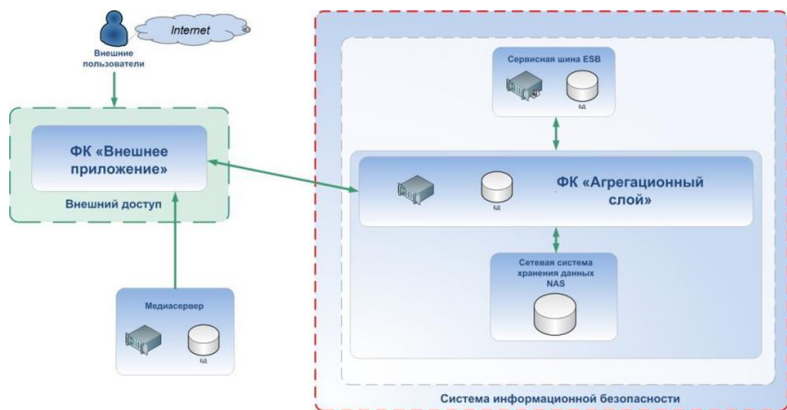 Internet
Внешние
пользователи
ФК «Внешнее
приложение»
Внешний доступ
Медиасервер
БД
Сервисная шина ESB
БД
ФК «Агрегационный
слой»
БД
Сетевая система
хранения данных
NAS
Система информационной безопасности